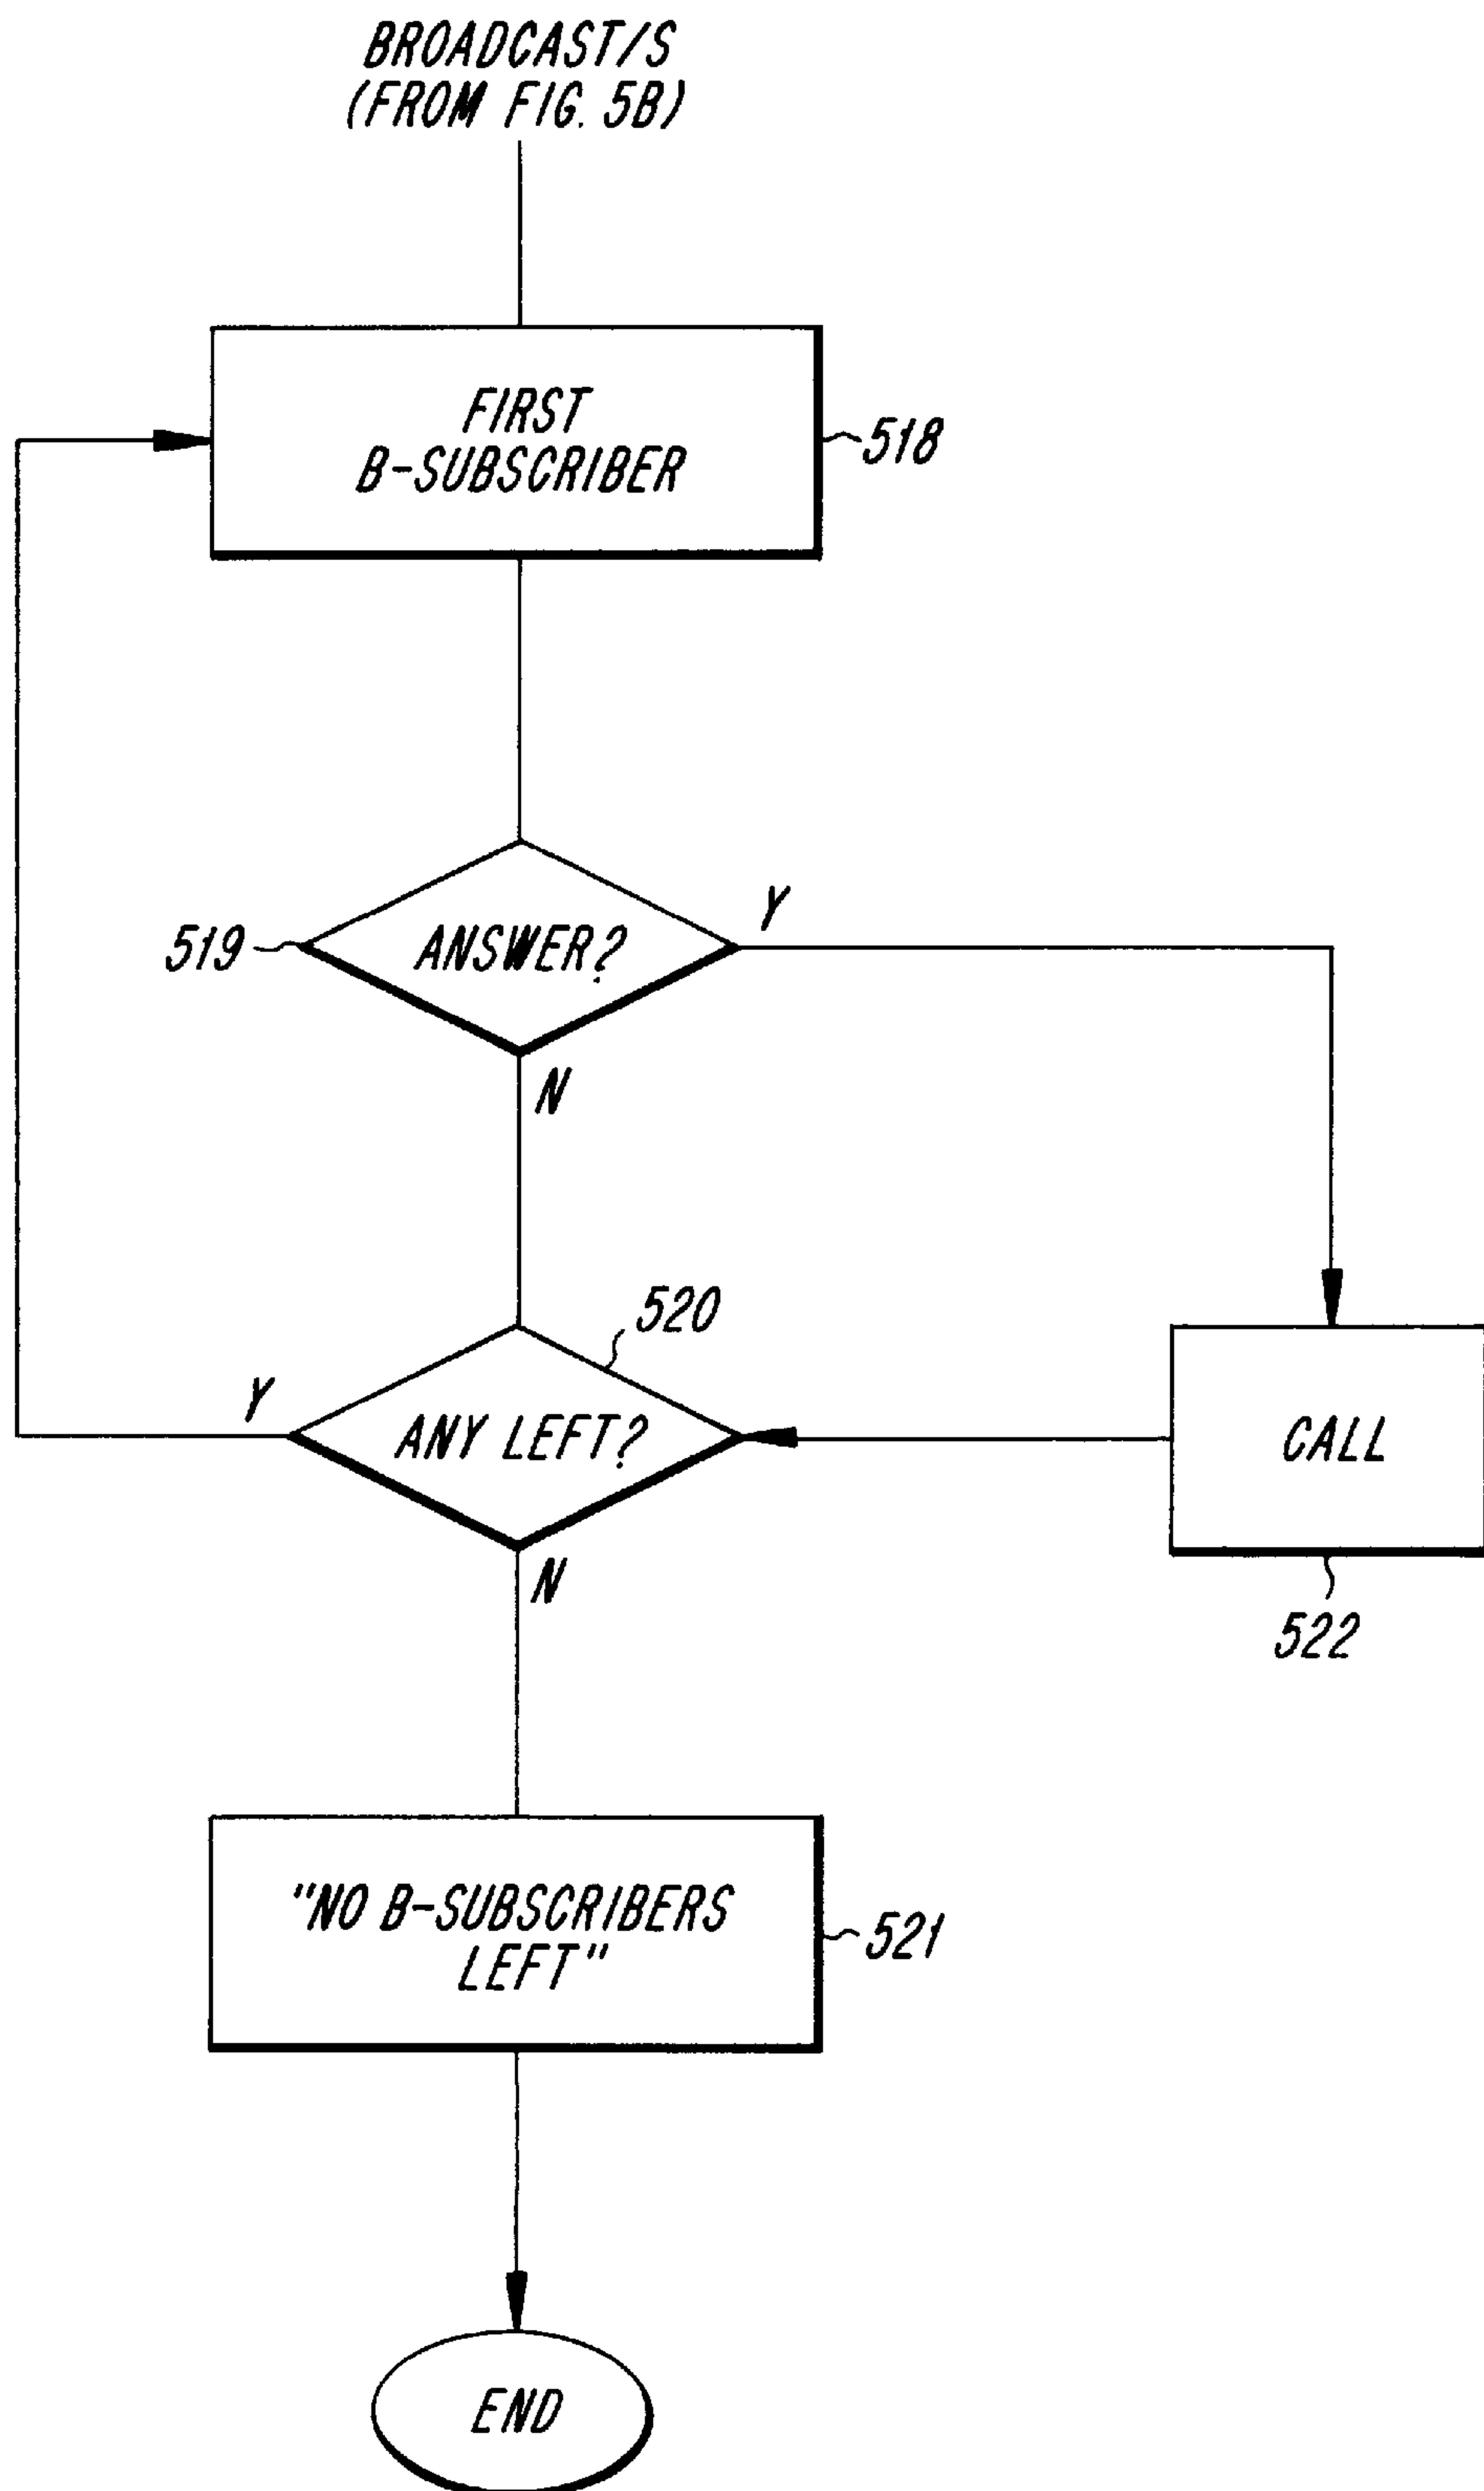 BROADCAST/S
(FROM FIG. 5B)
FIRST
B-SUBSCRIBER
518
519
ANSWER?
Y
N
520
Y
ANY LEFT?
CALL
N
522
"NO B-SUBSCRIBERS
LEFT"
521
END